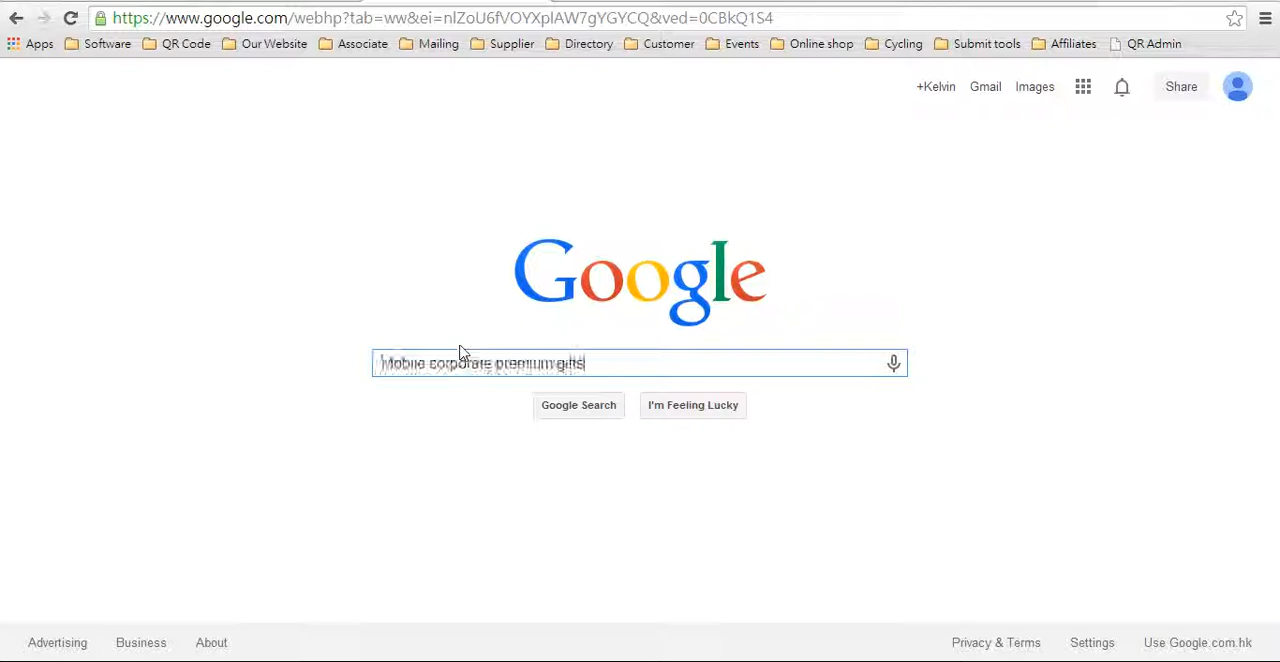 https://www.google.com/webhp?tab=ww&ei=nIZoU6fVOYXplAW7gYGYCQ&ved=0CBkQ1S4
Apps Software QR Code Our Website Associate Mailing Supplier Directory Customer Events Online shop Cycling Submit tools Affiliates QR Admin
+Kelvin Gmail Images Share
Google
Mobile corporate premium gifts
Google Search I'm Feeling Lucky
Advertising Business About Privacy & Terms Settings Use Google.com.hk